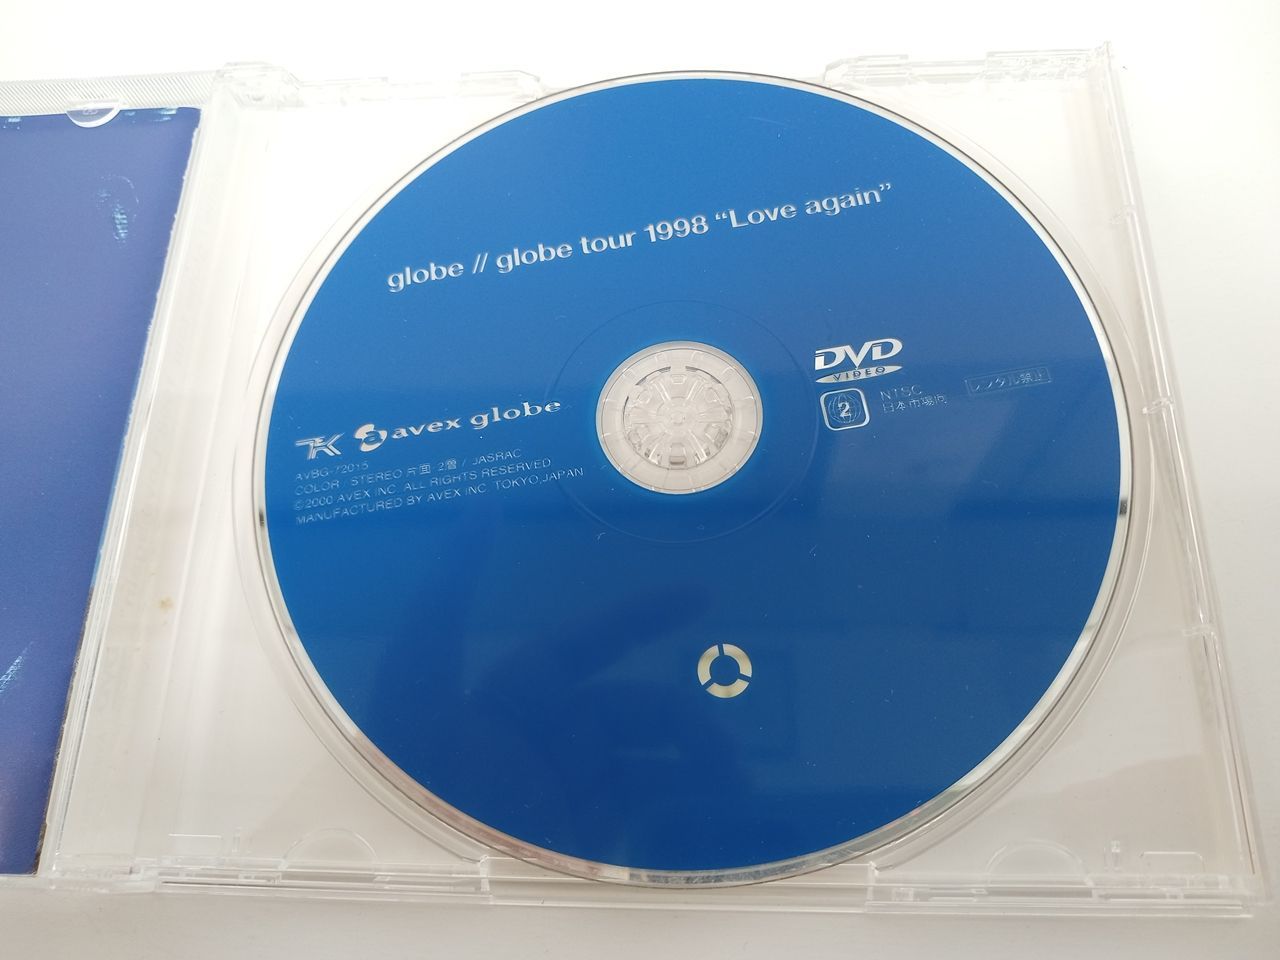 globe // globe tour 1998 “Love again”
DVD
VIDEO
2
NTSC
日本市場向
レンタル禁止
TK avex globe
AVBG-72015
COLOR / STEREO 片面 2層 / JASRAC
©2000 AVEX INC. ALL RIGHTS RESERVED
MANUFACTURED BY AVEX INC. TOKYO,JAPAN